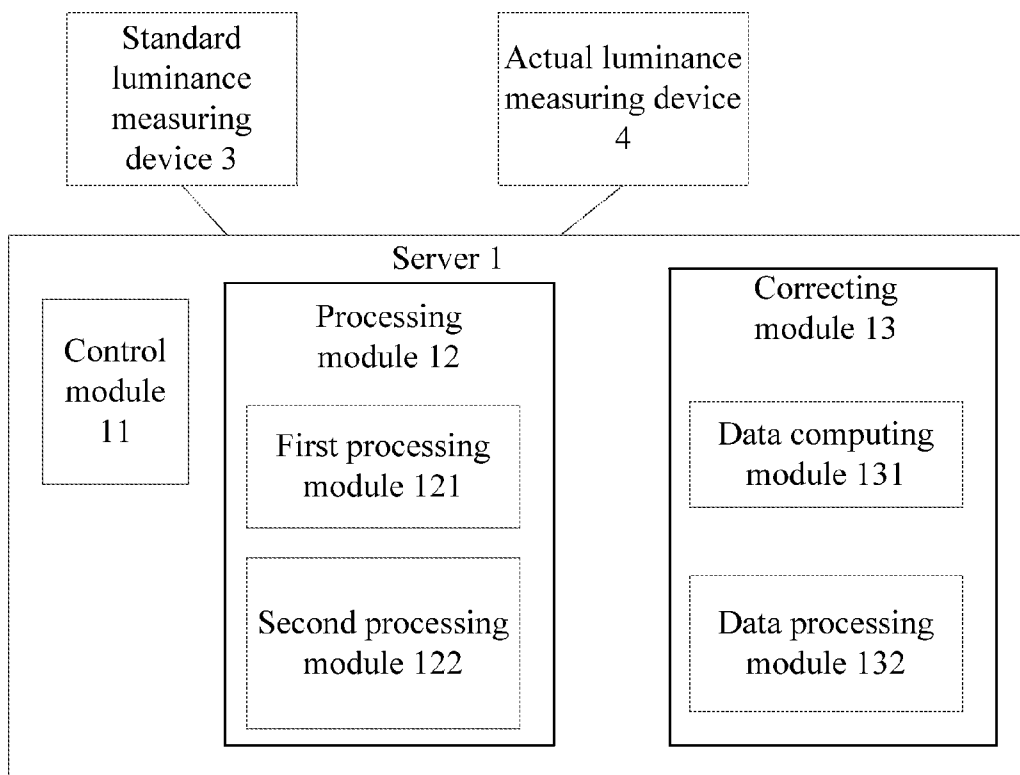 Standard
luminance
measuring
device 3
Actual luminance
measuring device
4
Server 1
Control
module
11
Processing
module 12
First processing
module 121
Second processing
module 122
Correcting
module 13
Data computing
module 131
Data processing
module 132